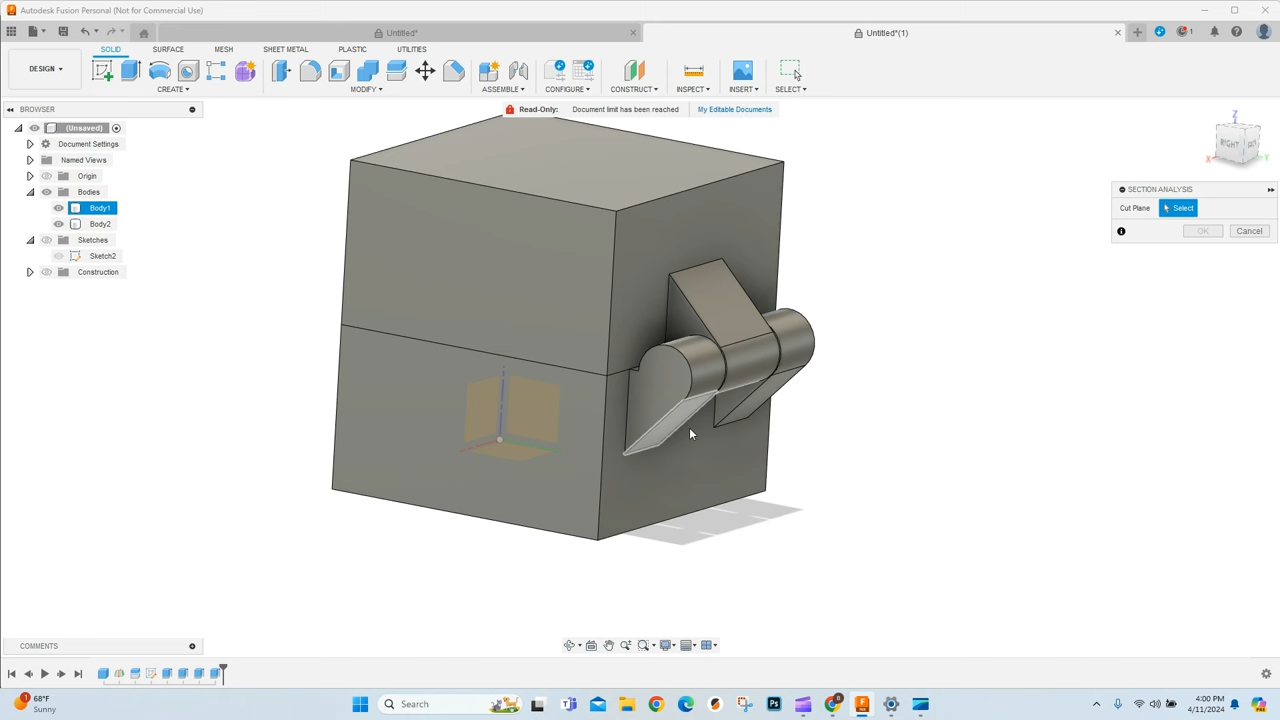 Autodesk Fusion Personal (Not for Commercial Use)
Untitled*
Untitled*(1)
SOLID SURFACE MESH SHEET METAL PLASTIC UTILITIES
DESIGN
CREATE MODIFY ASSEMBLE CONFIGURE CONSTRUCT INSPECT INSERT SELECT
BROWSER
Read-Only: Document limit has been reached My Editable Documents
(Unsaved)
Document Settings
Named Views
Origin
Bodies
Body1
Body2
Sketches
Sketch2
Construction
Z
RIGHT
X
Y
SECTION ANALYSIS
Cut Plane Select
OK Cancel
COMMENTS
68°F
Sunny
Search
4:00 PM
4/11/2024